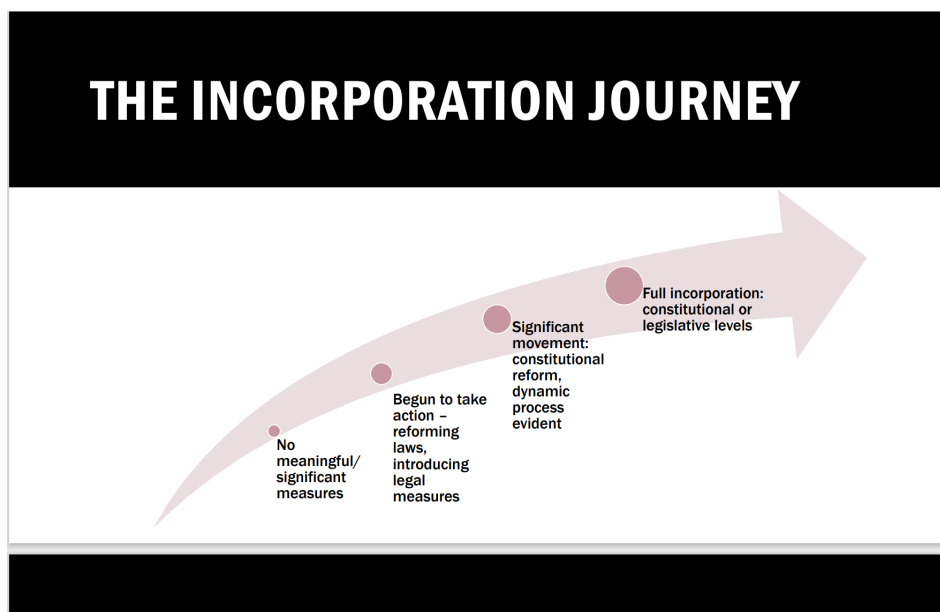 THE INCORPORATION JOURNEY
No
meaningful/
significant
measures
Begun to take
action –
reforming
laws,
introducing
legal
measures
Significant
movement:
constitutional
reform,
dynamic
process
evident
Full incorporation:
constitutional or
legislative levels